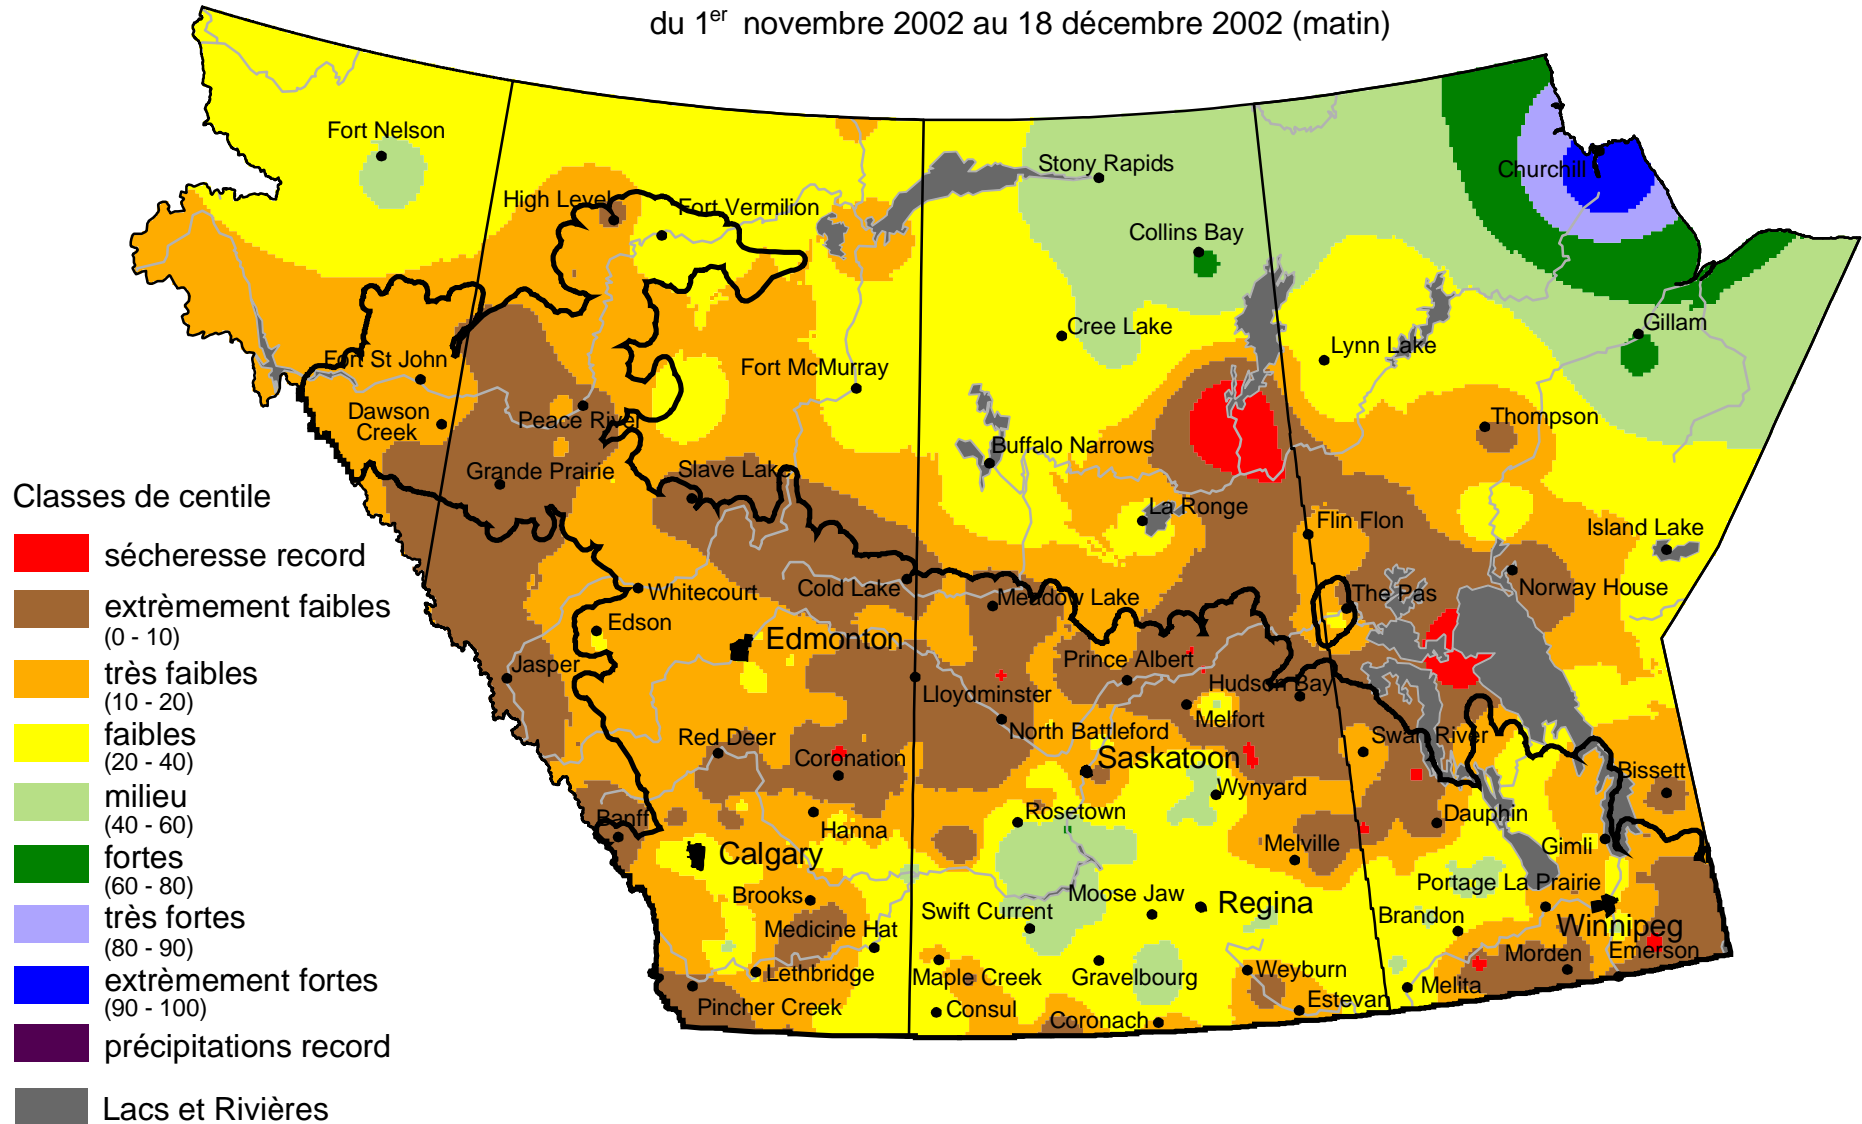 du 1er novembre 2002 au 18 décembre 2002 (matin)
Fort Nelson
High Level
Fort Vermilion
Stony Rapids
Churchill
Collins Bay
Cree Lake
Lynn Lake
Gillam
Fort St John
Fort McMurray
Dawson
Creek
Peace River
Thompson
Buffalo Narrows
Grande Prairie
Slave Lake
La Ronge
Flin Flon
Island Lake
Whitecourt
Cold Lake
Meadow Lake
The Pas
Norway House
Edson
Edmonton
Jasper
Prince Albert
Lloydminster
Hudson Bay
Melfort
North Battleford
Red Deer
Coronation
Saskatoon
Swan River
Wynyard
Bissett
Banff
Hanna
Rosetown
Dauphin
Calgary
Melville
Gimli
Brooks
Moose Jaw
Regina
Portage La Prairie
Swift Current
Brandon
Winnipeg
Medicine Hat
Lethbridge
Maple Creek
Gravelbourg
Weyburn
Morden
Emerson
Pincher Creek
Consul
Coronach
Estevan
Melita
Classes de centile
sécheresse record
extrèmement faibles
(0 - 10)
très faibles
(10 - 20)
faibles
(20 - 40)
milieu
(40 - 60)
fortes
(60 - 80)
très fortes
(80 - 90)
extrèmement fortes
(90 - 100)
précipitations record
Lacs et Rivières